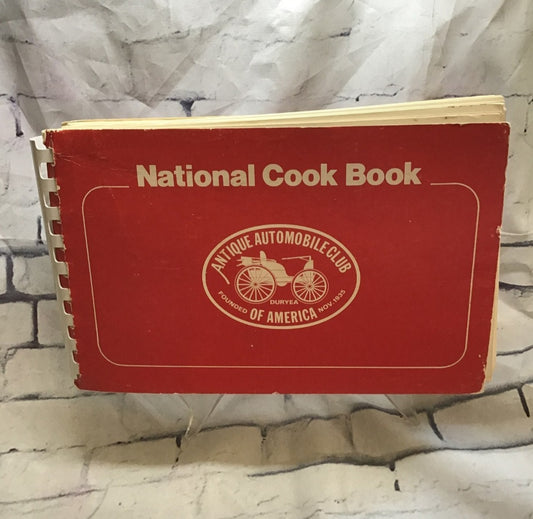 National Cook Book
ANTIQUE AUTOMOBILE CLUB
DURYEA
FOUNDED NOV. 1935
OF AMERICA